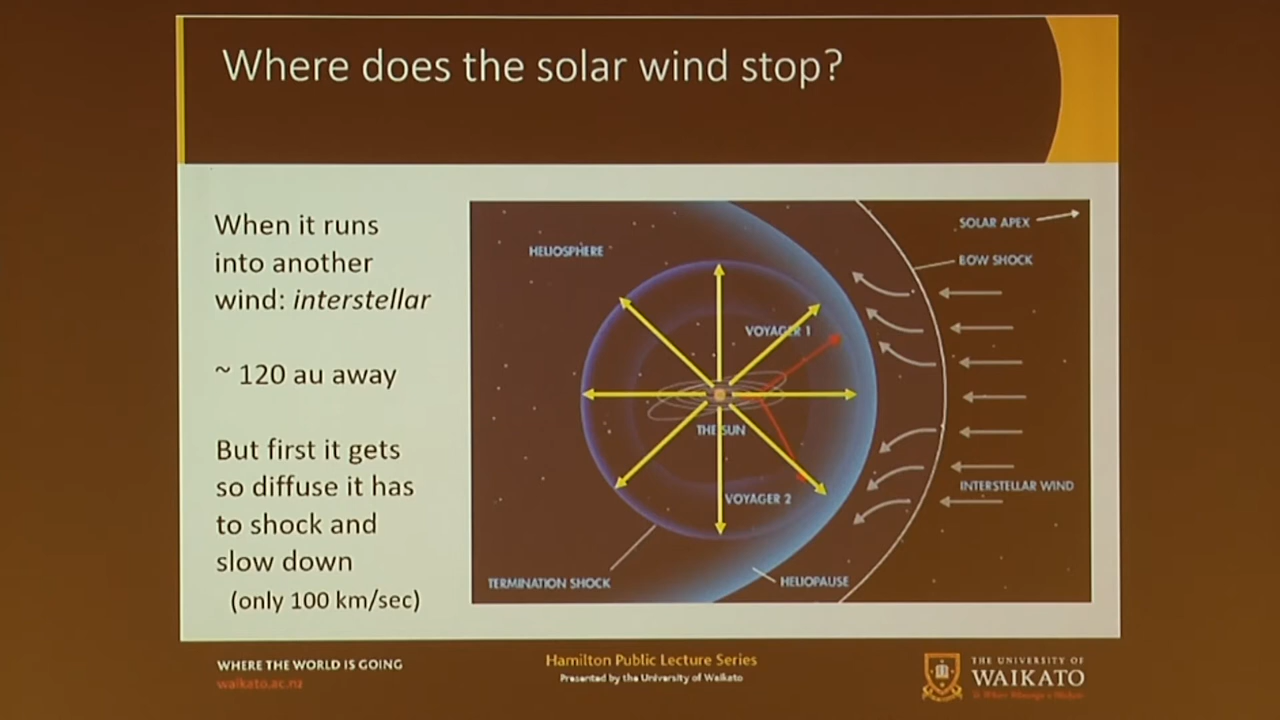 Where does the solar wind stop?
When it runs
into another
wind: interstellar
~ 120 au away
But first it gets
so diffuse it has
to shock and
slow down
(only 100 km/sec)
SOLAR APEX
HELIOSPHERE
BOW SHOCK
VOYAGER 1
THE SUN
VOYAGER 2
INTERSTELLAR WIND
TERMINATION SHOCK
HELIOPAUSE
WHERE THE WORLD IS GOING
waikato.ac.nz
Hamilton Public Lecture Series
Presented by the University of Waikato
THE UNIVERSITY OF
WAIKATO